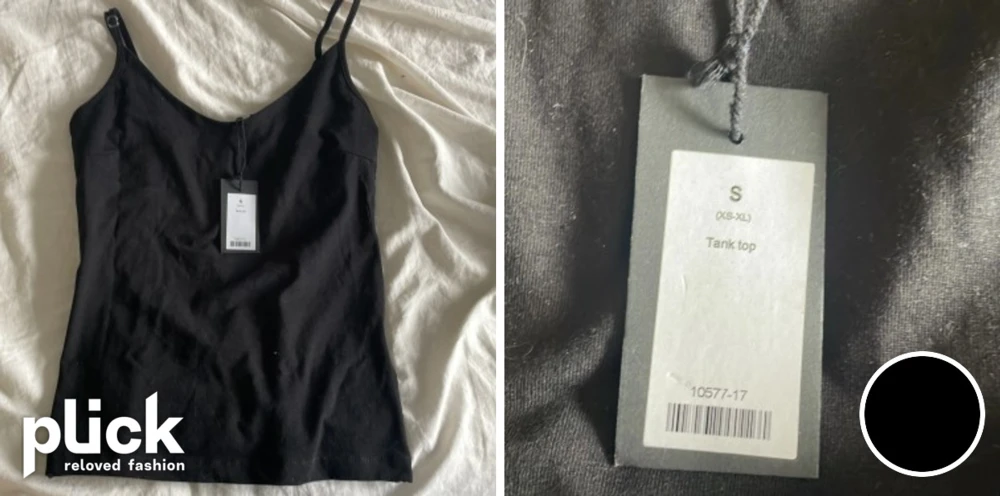 plick
reloved fashion
S
(XS-XL)
Tank top
10577-17